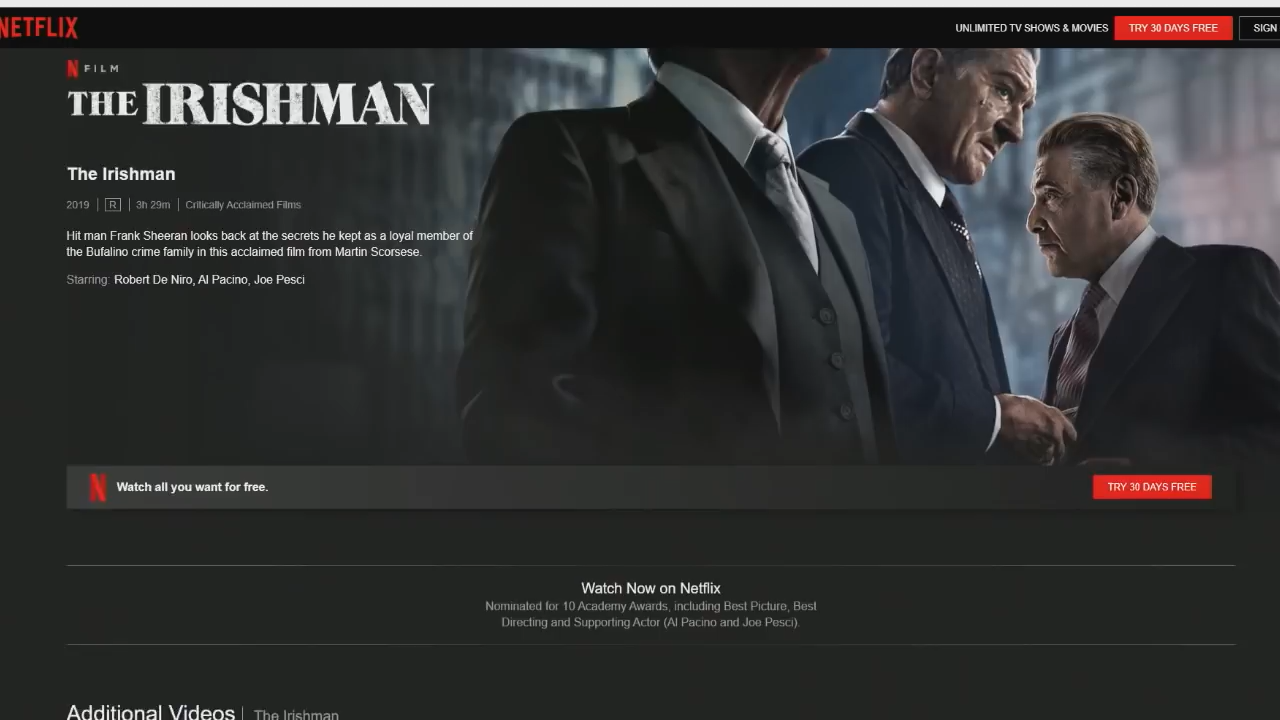 NETFLIX
UNLIMITED TV SHOWS & MOVIES
TRY 30 DAYS FREE
SIGN
N FILM
THE IRISHMAN
The Irishman
2019 | R | 3h 29m | Critically Acclaimed Films
Hit man Frank Sheeran looks back at the secrets he kept as a loyal member of
the Bufalino crime family in this acclaimed film from Martin Scorsese.
Starring: Robert De Niro, Al Pacino, Joe Pesci
N Watch all you want for free.
TRY 30 DAYS FREE
Watch Now on Netflix
Nominated for 10 Academy Awards, including Best Picture, Best
Directing and Supporting Actor (Al Pacino and Joe Pesci).
Additional Videos | The Irishman